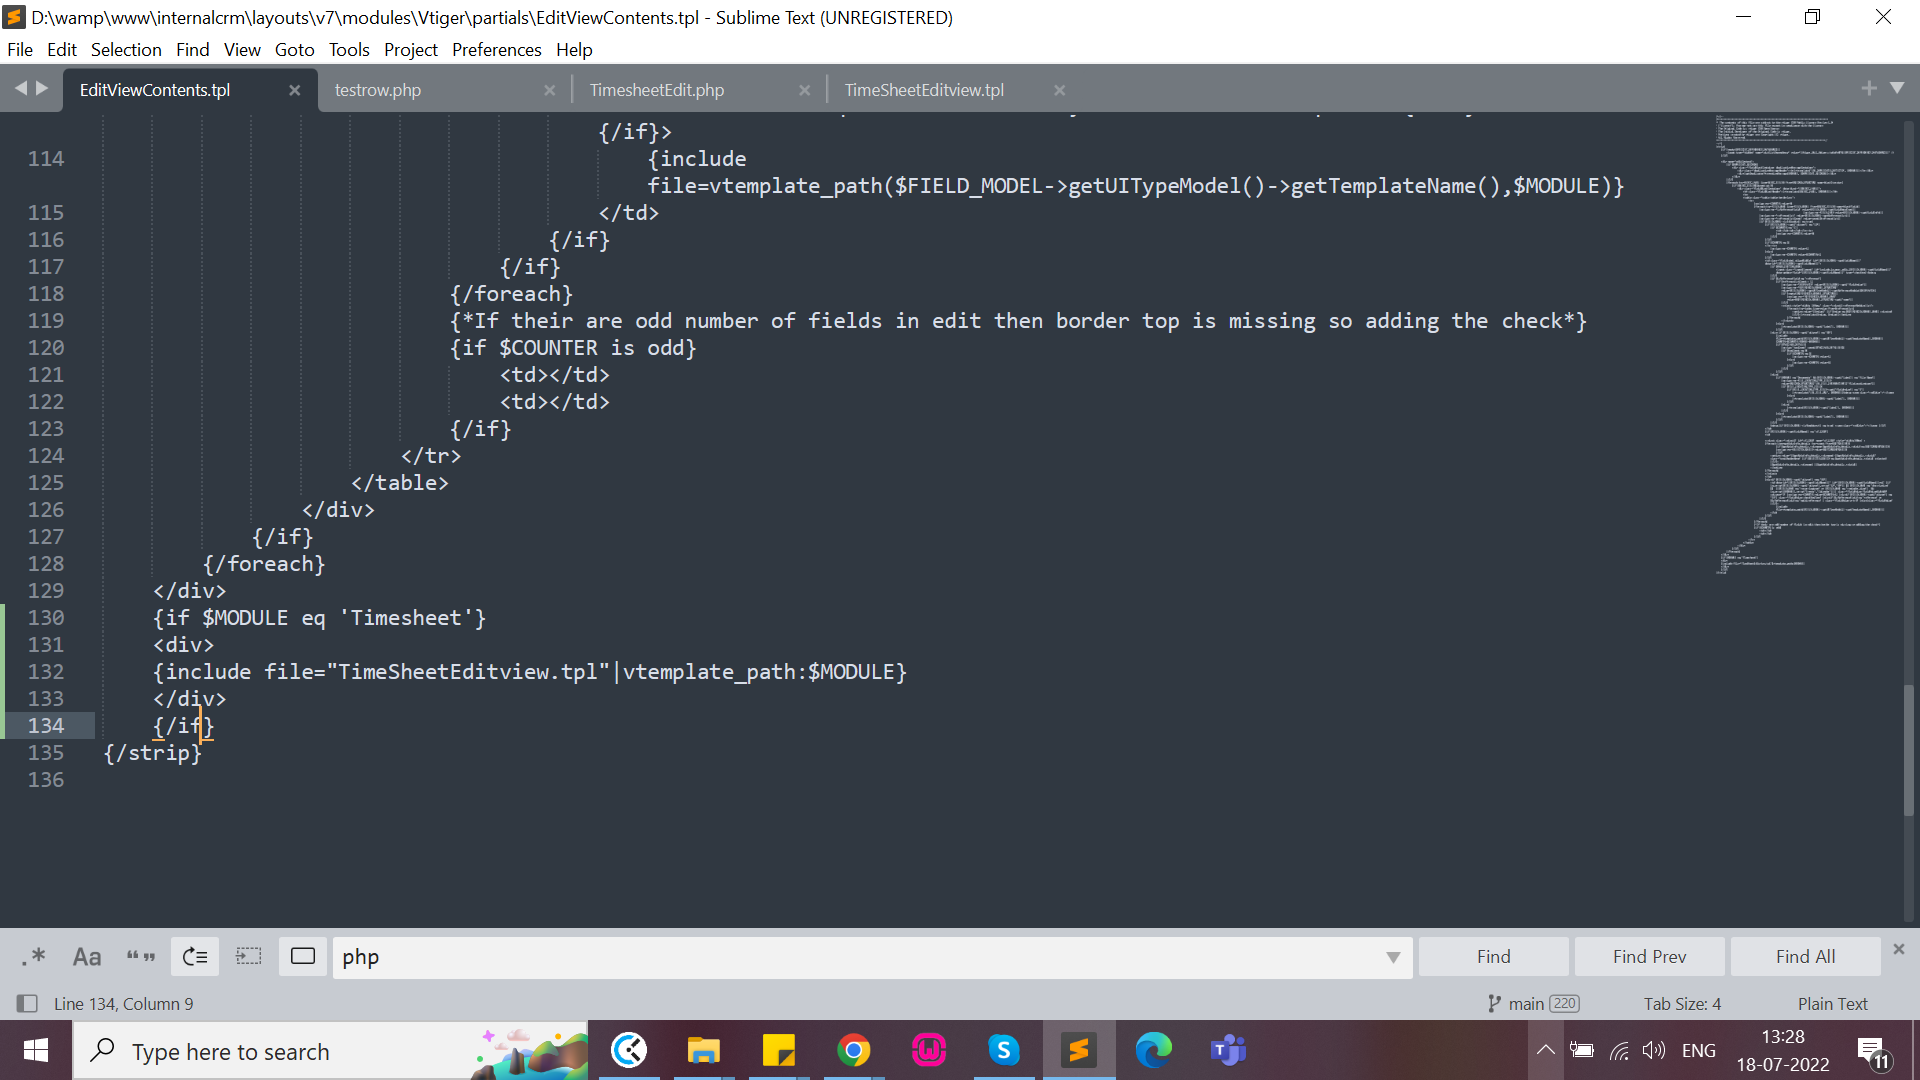 D:\wamp\www\internalcrm\layouts\v7\modules\Vtiger\partials\EditViewContents.tpl - Sublime Text (UNREGISTERED)
File Edit Selection Find View Goto Tools Project Preferences Help
EditViewContents.tpl testrow.php TimesheetEdit.php TimeSheetEditview.tpl
{/if}>
114 {include
file=vtemplate_path($FIELD_MODEL->getUITypeModel()->getTemplateName(),$MODULE)}
115 </td>
116 {/if}
117 {/if}
118 {/foreach}
119 {*If their are odd number of fields in edit then border top is missing so adding the check*}
120 {if $COUNTER is odd}
121 <td></td>
122 <td></td>
123 {/if}
124 </tr>
125 </table>
126 </div>
127 {/if}
128 {/foreach}
129 </div>
130 {if $MODULE eq 'Timesheet'}
131 <div>
132 {include file="TimeSheetEditview.tpl"|vtemplate_path:$MODULE}
133 </div>
134 {/if}
135 {/strip}
136
.* Aa “” php Find Find Prev Find All
Line 134, Column 9 main 220 Tab Size: 4 Plain Text
Type here to search ENG 13:28
18-07-2022 11